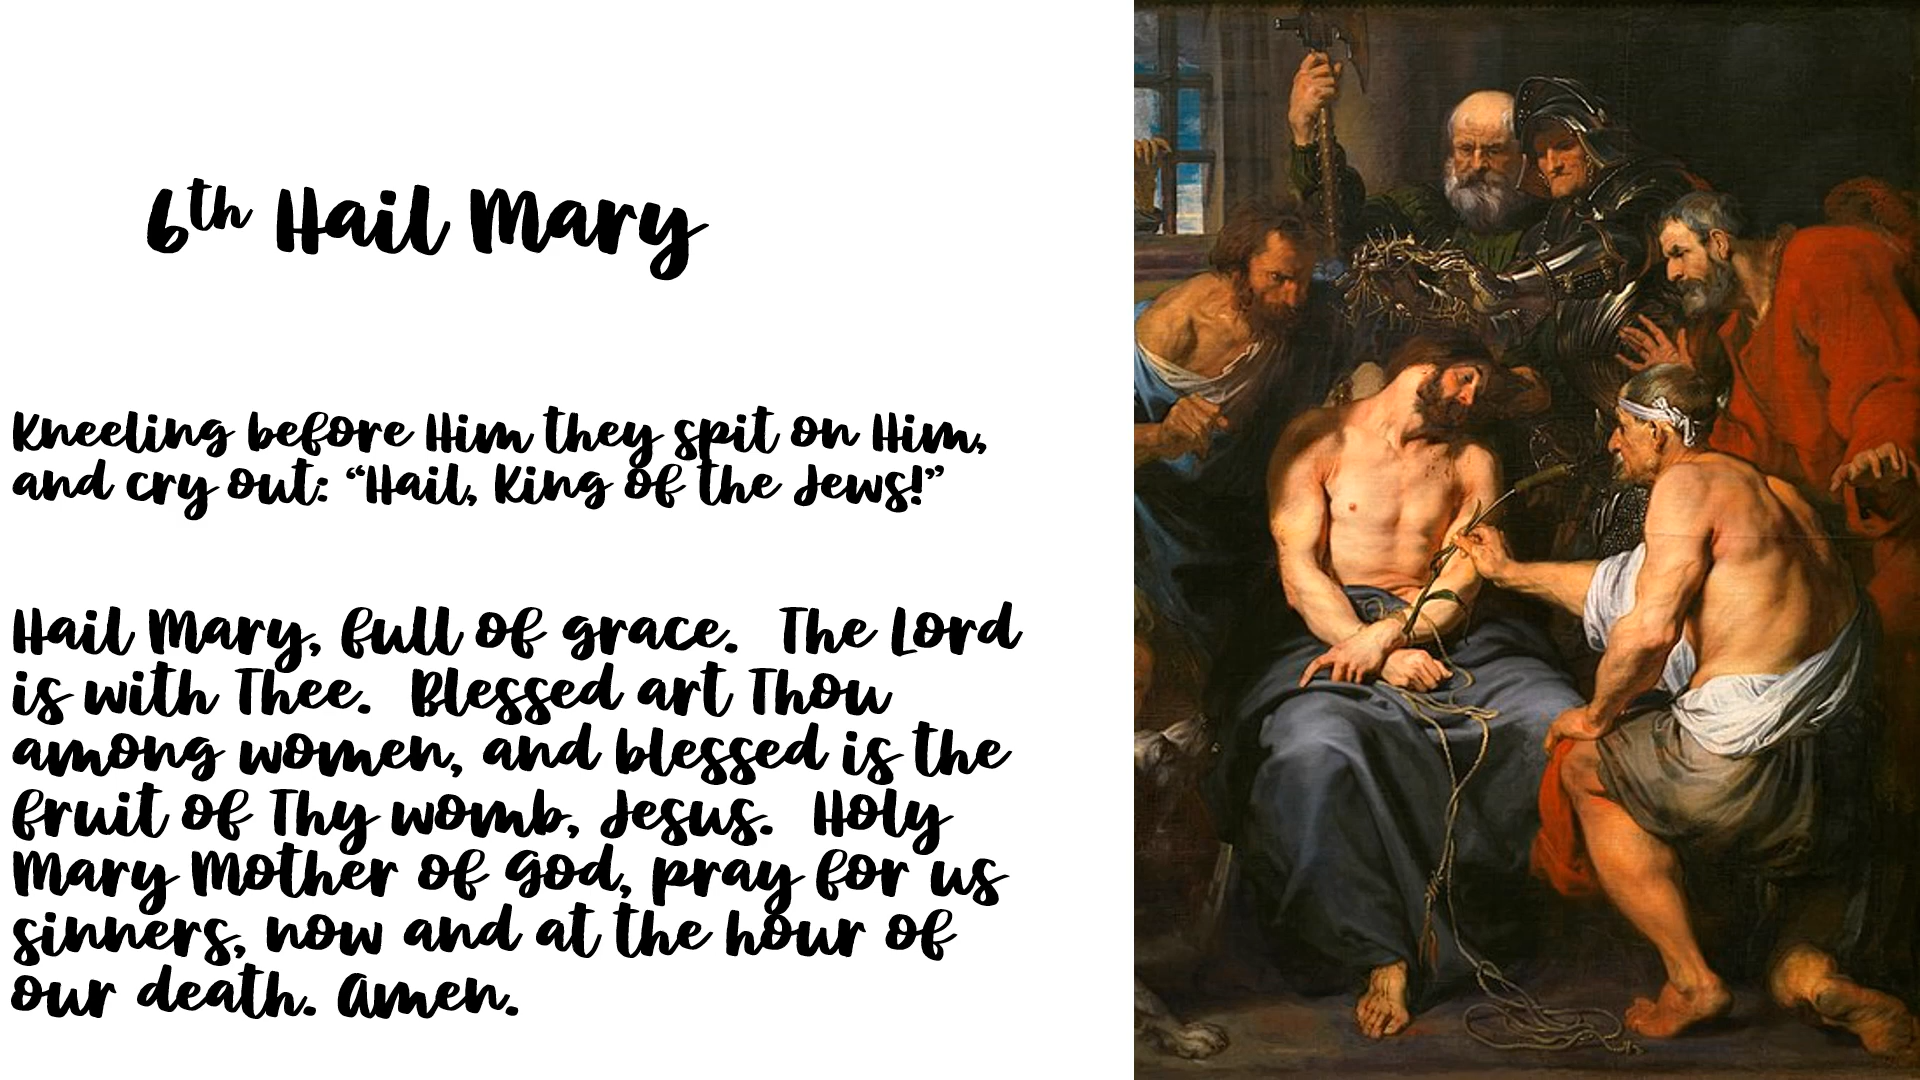 6th Hail Mary
Kneeling before Him they spit on Him,
and cry out: “Hail, King of the Jews!”
Hail Mary, full of grace.  The Lord
is with Thee.  Blessed art Thou
among women, and blessed is the
fruit of Thy womb, Jesus.  Holy
Mary Mother of God, pray for us
sinners, now and at the hour of
our death. Amen.